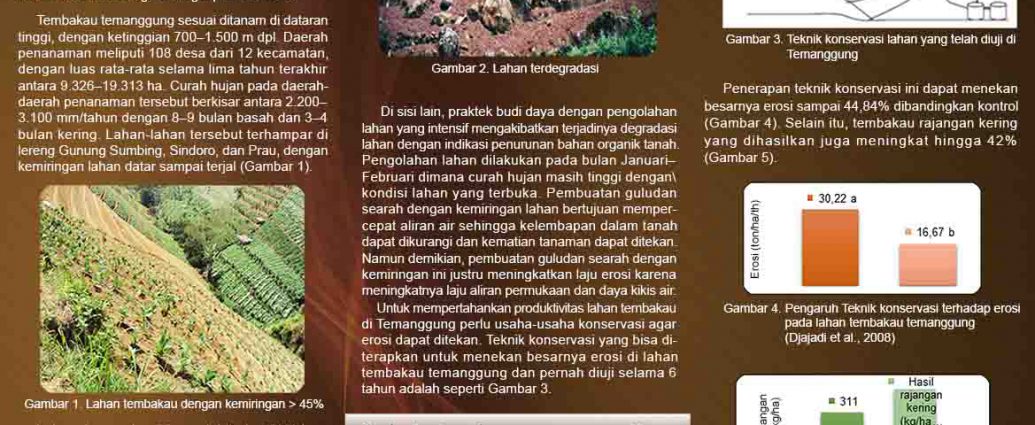 Tembakau temanggung sesuai ditanam di dataran
tinggi, dengan ketinggian 700–1.500 m dpl. Daerah
penanaman meliputi 108 desa dari 12 kecamatan,
dengan luas rata-rata selama lima tahun terakhir
antara 9.326–19.313 ha. Curah hujan pada daerah-
daerah penanaman tersebut berkisar antara 2.200–
3.100 mm/tahun dengan 8–9 bulan basah dan 3–4
bulan kering. Lahan-lahan tersebut terhampar di
lereng Gunung Sumbing, Sindoro, dan Prau, dengan
kemiringan lahan datar sampai terjal (Gambar 1).
Gambar 1. Lahan tembakau dengan kemiringan > 45%
Gambar 2. Lahan terdegradasi
Di sisi lain, praktek budi daya dengan pengolahan
lahan yang intensif mengakibatkan terjadinya degradasi
lahan dengan indikasi penurunan bahan organik tanah.
Pengolahan lahan dilakukan pada bulan Januari–
Februari dimana curah hujan masih tinggi dengan\
kondisi lahan yang terbuka. Pembuatan guludan
searah dengan kemiringan lahan bertujuan memper-
cepat aliran air sehingga kelembapan dalam tanah
dapat dikurangi dan kematian tanaman dapat ditekan.
Namun demikian, pembuatan guludan searah dengan
kemiringan ini justru meningkatkan laju erosi karena
meningkatnya laju aliran permukaan dan daya kikis air.
Untuk mempertahankan produktivitas lahan tembakau
di Temanggung perlu usaha-usaha konservasi agar
erosi dapat ditekan. Teknik konservasi yang bisa di-
terapkan untuk menekan besarnya erosi di lahan
tembakau temanggung dan pernah diuji selama 6
tahun adalah seperti Gambar 3.
Gambar 3. Teknik konservasi lahan yang telah diuji di
Temanggung
Penerapan teknik konservasi ini dapat menekan
besarnya erosi sampai 44,84% dibandingkan kontrol
(Gambar 4). Selain itu, tembakau rajangan kering
yang dihasilkan juga meningkat hingga 42%
(Gambar 5).
Erosi (ton/ha/th)
30,22 a
16,67 b
Gambar 4. Pengaruh Teknik konservasi terhadap erosi
pada lahan tembakau temanggung
(Djajadi et al., 2008)
311
Hasil
rajangan
kering
(kg/ha...